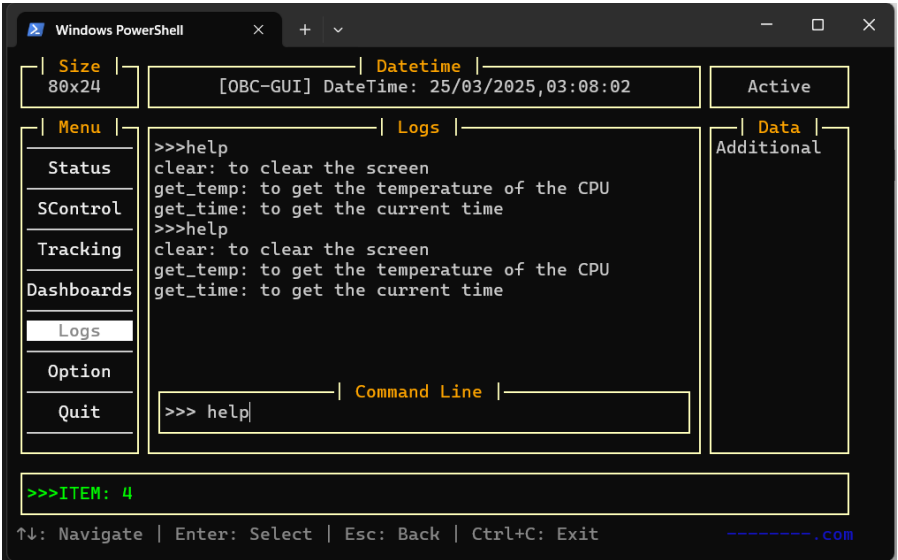 Windows PowerShell
Size
80x24
Datetime
[OBC-GUI] DateTime: 25/03/2025,03:08:02
Active
Menu
Status
SControl
Tracking
Dashboards
Logs
Option
Quit
Logs
>>>help
clear: to clear the screen
get_temp: to get the temperature of the CPU
get_time: to get the current time
>>>help
clear: to clear the screen
get_temp: to get the temperature of the CPU
get_time: to get the current time
Command Line
>>> help
Data
Additional
>>>ITEM: 4
↑↓: Navigate | Enter: Select | Esc: Back | Ctrl+C: Exit
--------.com